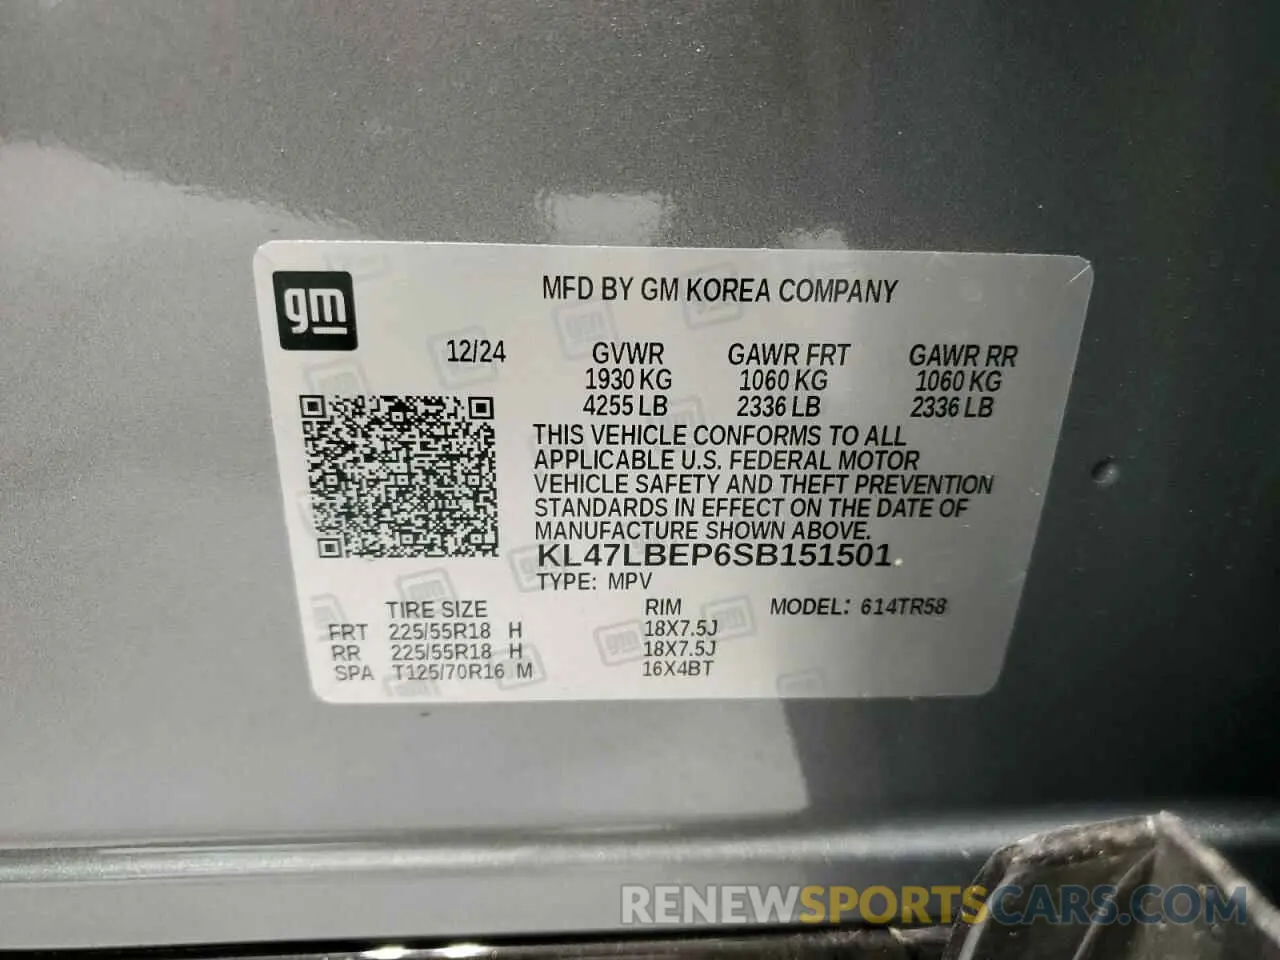 gm
MFD BY GM KOREA COMPANY
12/24 GVWR GAWR FRT GAWR RR
1930 KG 1060 KG 1060 KG
4255 LB 2336 LB 2336 LB
THIS VEHICLE CONFORMS TO ALL
APPLICABLE U.S. FEDERAL MOTOR
VEHICLE SAFETY AND THEFT PREVENTION
STANDARDS IN EFFECT ON THE DATE OF
MANUFACTURE SHOWN ABOVE.
KL47LBEP6SB151501
TYPE: MPV
TIRE SIZE RIM MODEL: 614TR58
FRT 225/55R18 H 18X7.5J
RR 225/55R18 H 18X7.5J
SPA T125/70R16 M 16X4BT
RENEWSPORTSCARS.COM